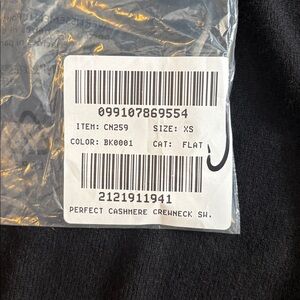 099107869554
ITEM: CN259 SIZE: XS
COLOR: BK0001 CAT: FLAT
2121911941
PERFECT CASHMERE CREWNECK SW.